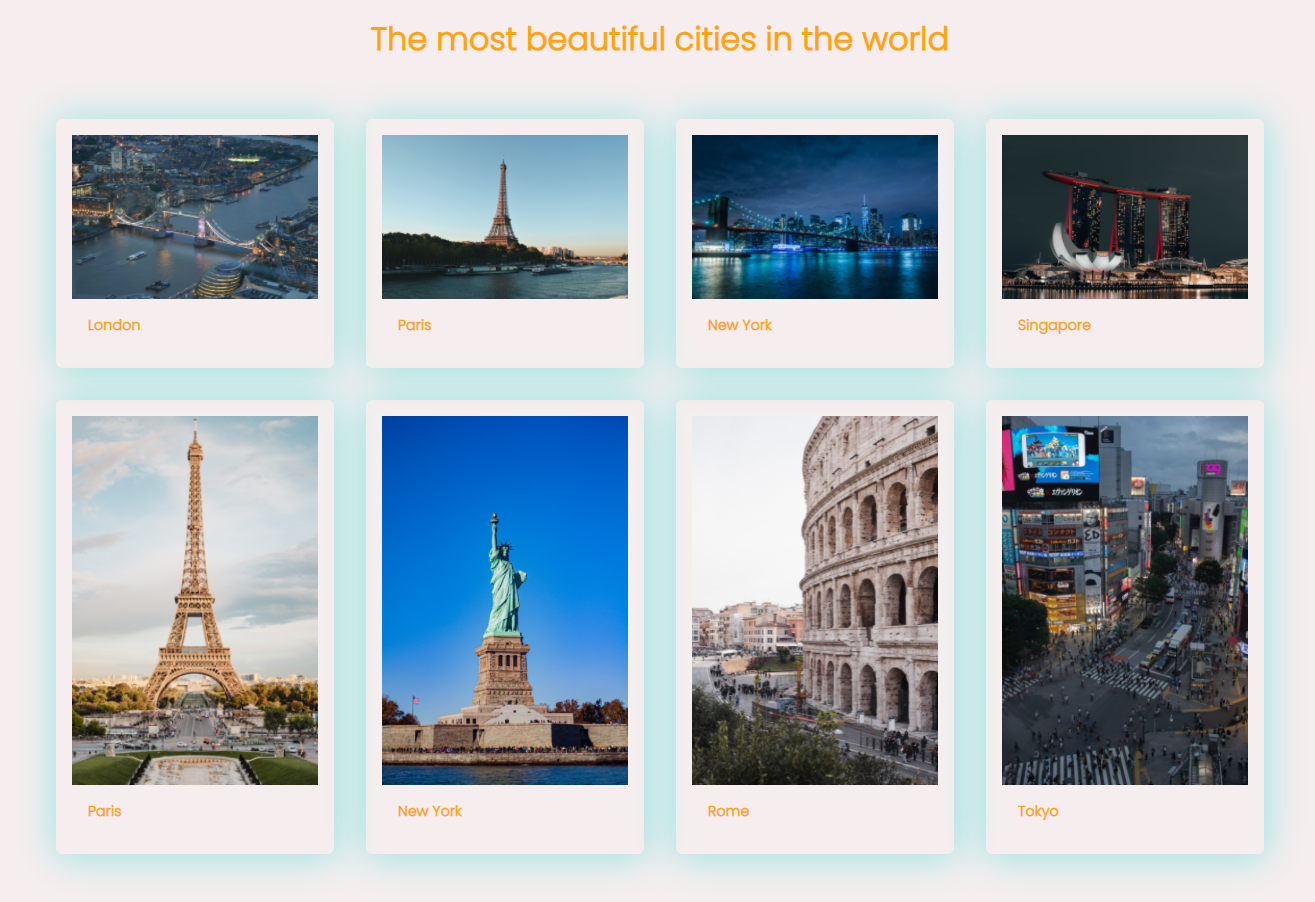 The most beautiful cities in the world
London
Paris
New York
Singapore
Paris
New York
Rome
Tokyo